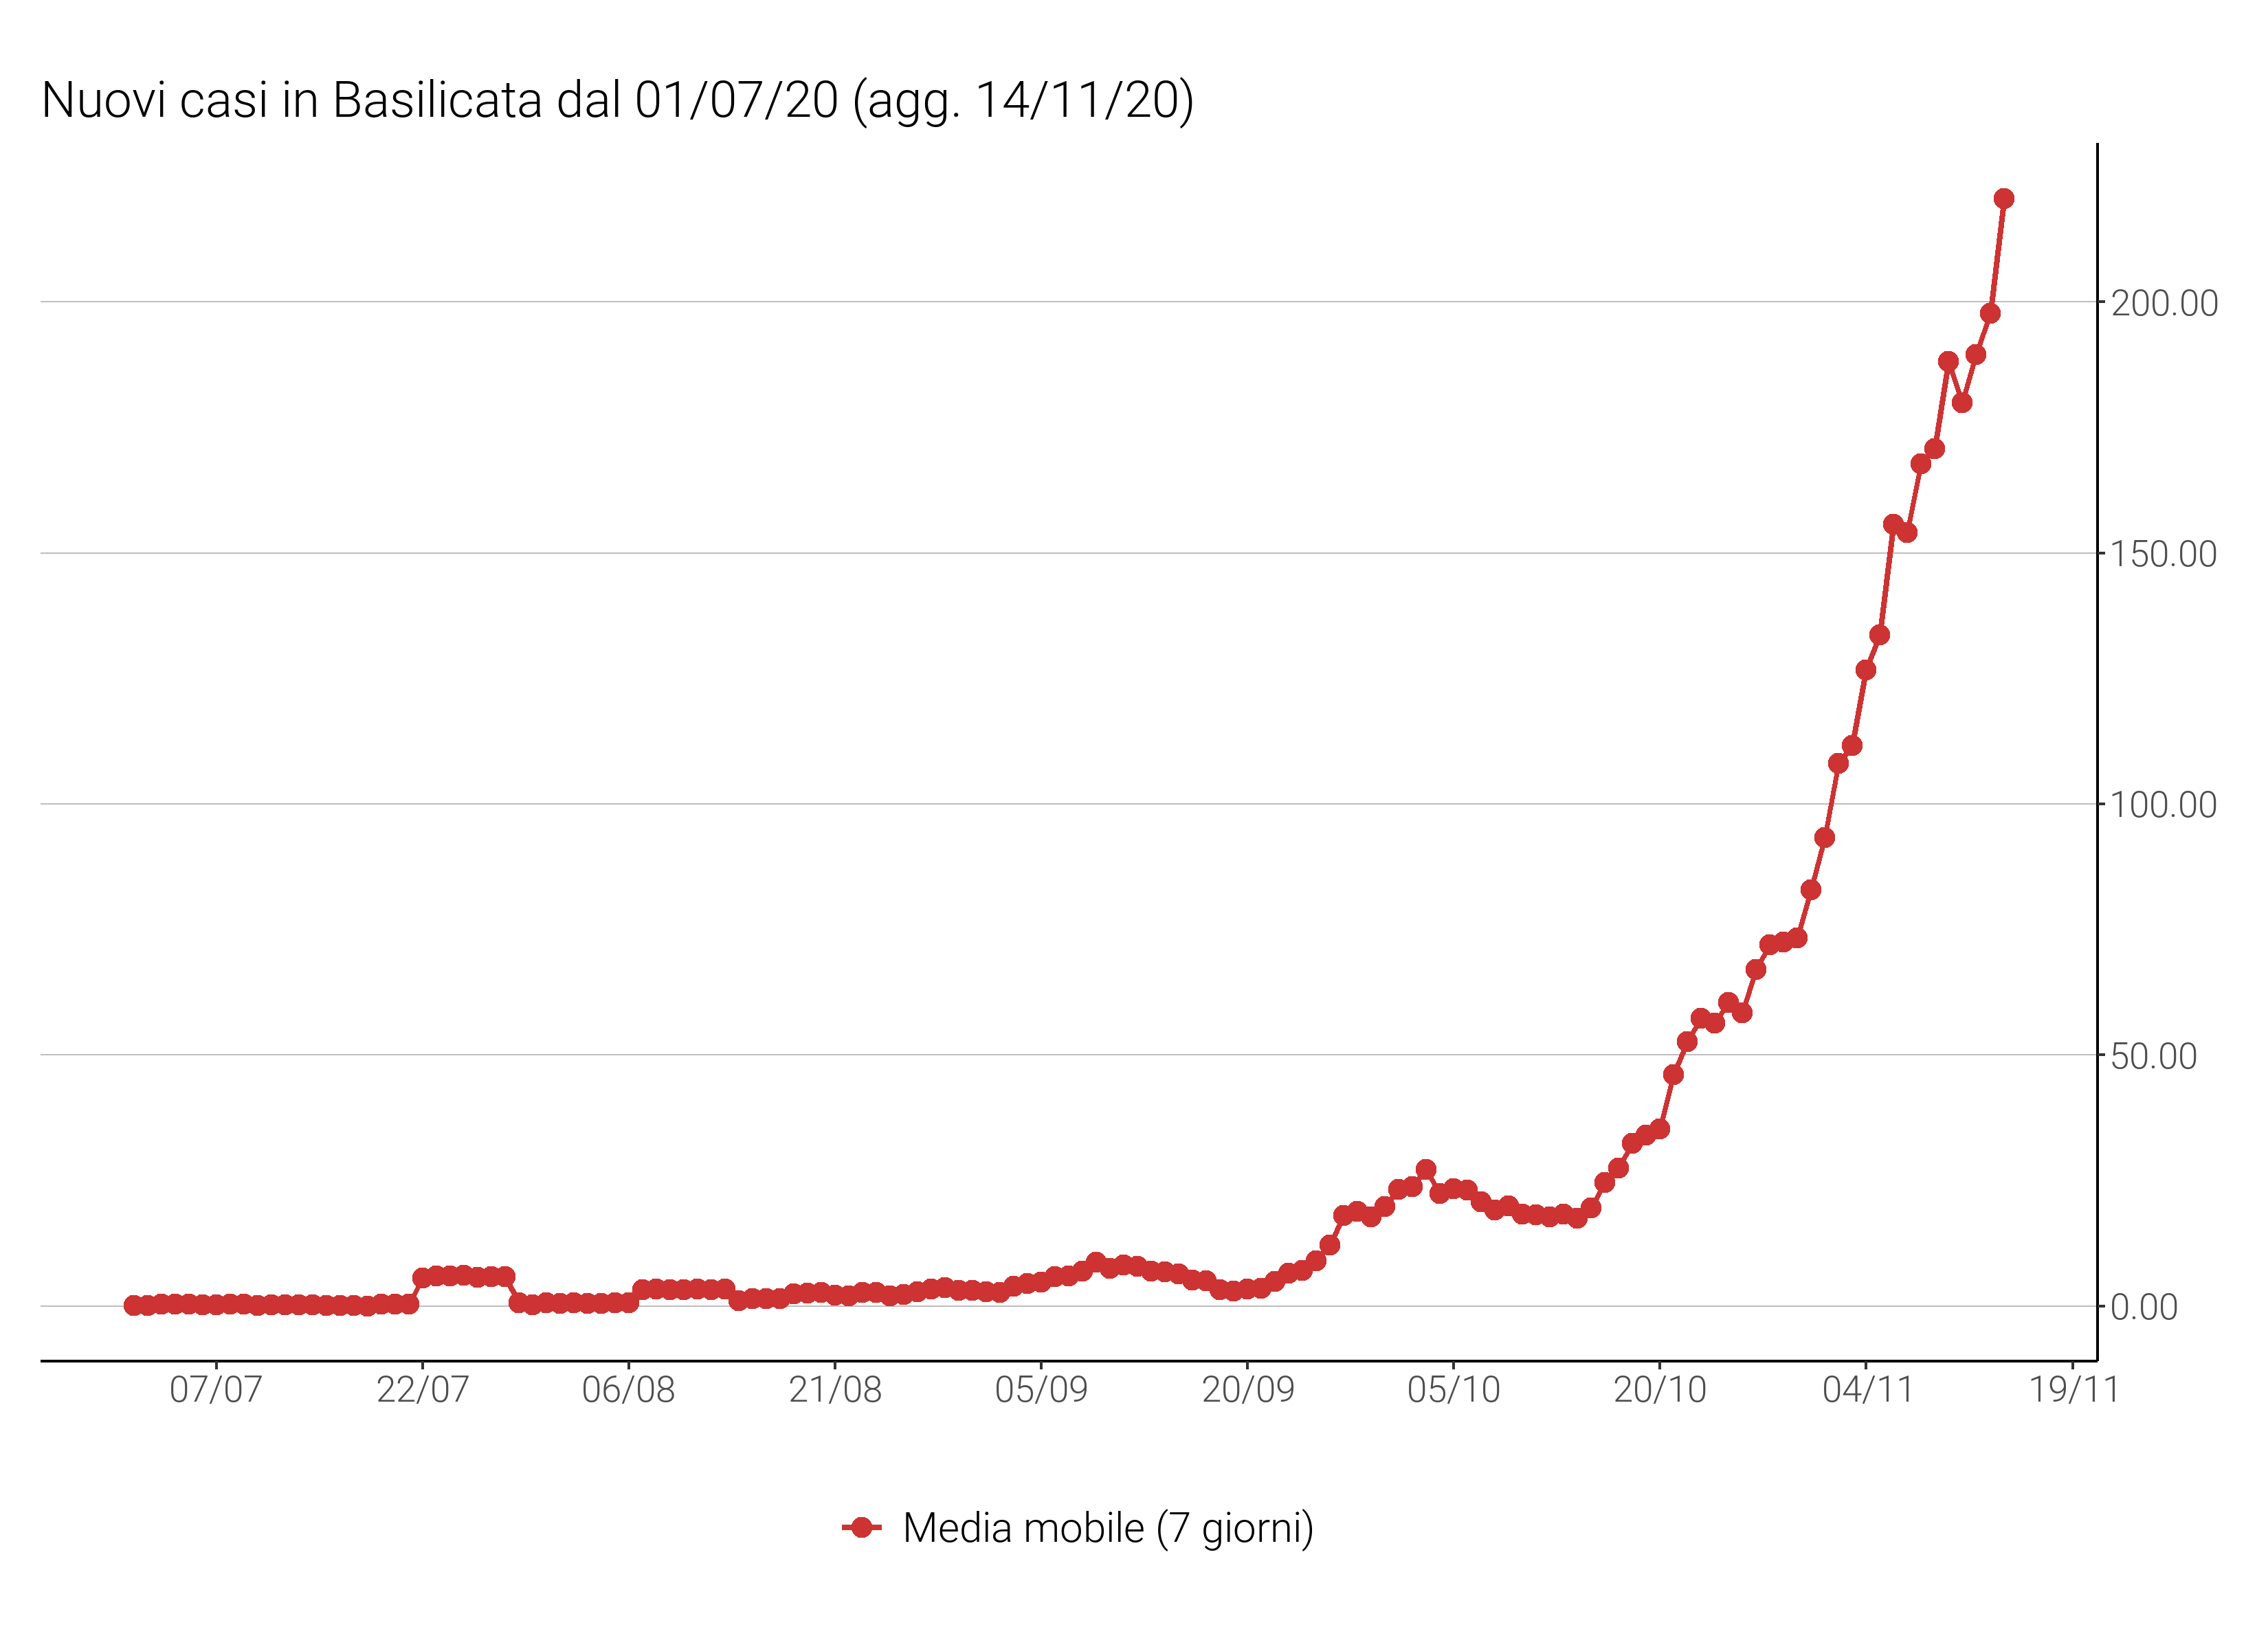 Nuovi casi in Basilicata dal 01/07/20 (agg. 14/11/20)
200.00
150.00
100.00
50.00
0.00
07/07 22/07 06/08 21/08 05/09 20/09 05/10 20/10 04/11 19/11
Media mobile (7 giorni)